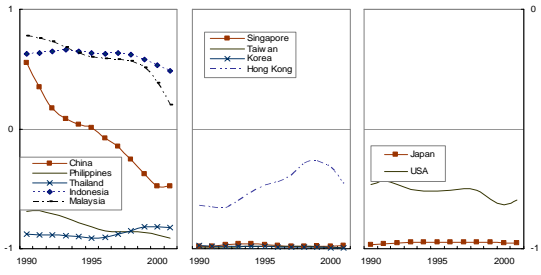 1
0
-1
China
Philippines
Thailand
Indonesia
Malaysia
1990 1995 2000
Singapore
Taiwan
Korea
Hong Kong
1990 1995 2000
0
Japan
USA
-1
1990 1995 2000